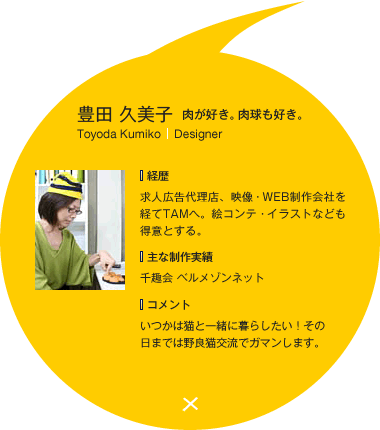 豊田 久美子 肉が好き。肉球も好き。
Toyoda Kumiko | Designer
経歴
求人広告代理店、映像・WEB制作会社を
経てTAMへ。絵コンテ・イラストなども
得意とする。
主な制作実績
千趣会 ベルメゾンネット
コメント
いつかは猫と一緒に暮らしたい！その
日までは野良猫交流でガマンします。